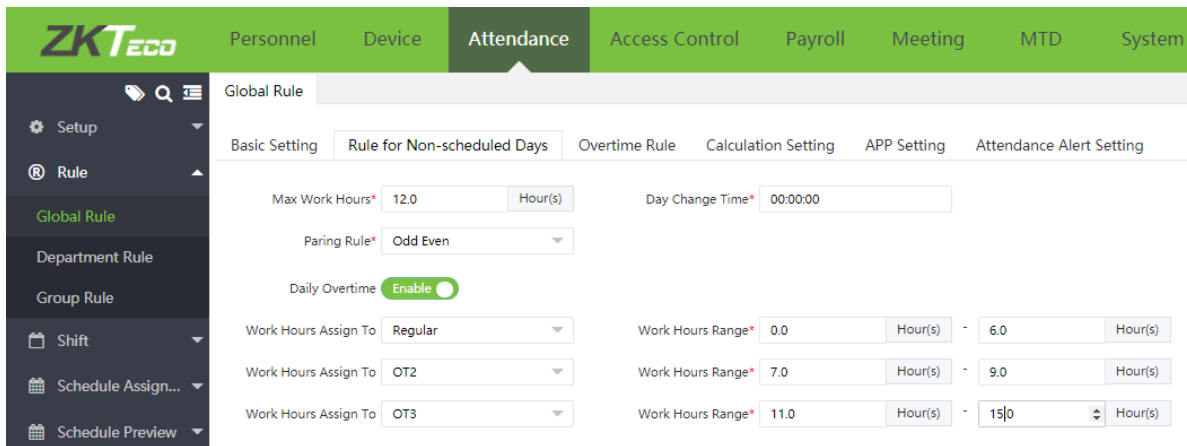 ZKTeco Personnel Device Attendance Access Control Payroll Meeting MTD System
Global Rule
Setup
Basic Setting Rule for Non-scheduled Days Overtime Rule Calculation Setting APP Setting Attendance Alert Setting
® Rule
Max Work Hours* 12.0 Hour(s) Day Change Time* 00:00:00
Global Rule
Paring Rule* Odd Even
Department Rule
Daily Overtime Enable
Group Rule
Work Hours Assign To Regular Work Hours Range* 0.0 Hour(s) - 6.0 Hour(s)
Shift
Work Hours Assign To OT2 Work Hours Range* 7.0 Hour(s) - 9.0 Hour(s)
Schedule Assign...
Work Hours Assign To OT3 Work Hours Range* 11.0 Hour(s) - 15.0 Hour(s)
Schedule Preview